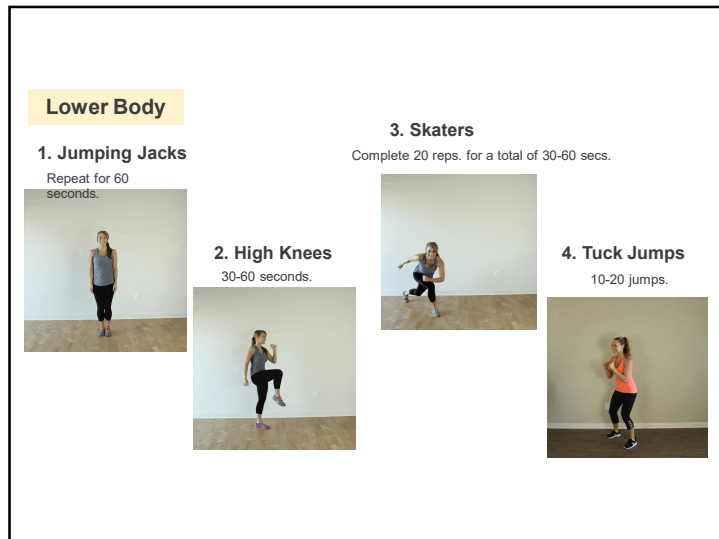 Lower Body
1. Jumping Jacks
Repeat for 60
seconds.
2. High Knees
30-60 seconds.
3. Skaters
Complete 20 reps. for a total of 30-60 secs.
4. Tuck Jumps
10-20 jumps.